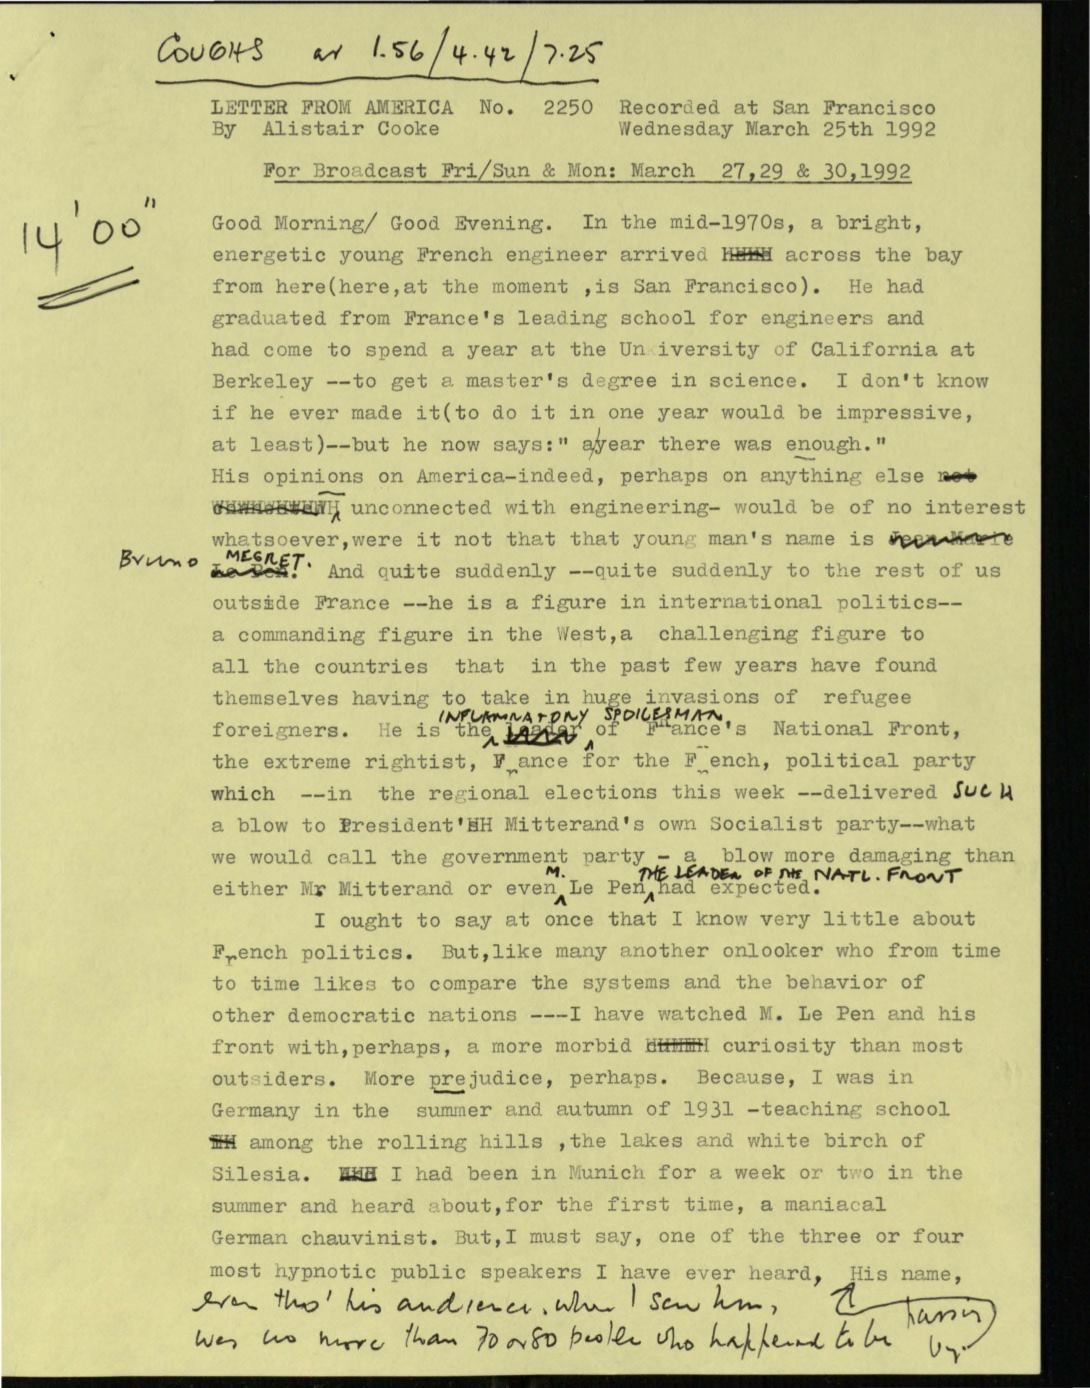 COUGHS at 1.56/4.42/7.25
LETTER FROM AMERICA No. 2250 Recorded at San Francisco
By Alistair Cooke Wednesday March 25th 1992
For Broadcast Fri/Sun & Mon: March 27,29 & 30,1992
14'00"
Good Morning/ Good Evening. In the mid-1970s, a bright,
energetic young French engineer arrived across the bay
from here(here,at the moment ,is San Francisco). He had
graduated from France's leading school for engineers and
had come to spend a year at the Un iversity of California at
Berkeley --to get a master's degree in science. I don't know
if he ever made it(to do it in one year would be impressive,
at least)--but he now says:" a/year there was enough."
His opinions on America-indeed, perhaps on anything else not
unconnected with engineering- would be of no interest
whatsoever,were it not that that young man's name is Jean Marie
Bruno MEGRET.
Le Pen. And quite suddenly --quite suddenly to the rest of us
outside France --he is a figure in international politics--
a commanding figure in the West,a challenging figure to
all the countries that in the past few years have found
themselves having to take in huge invasions of refugee
INFLAMMATORY SPOKESMAN
foreigners. He is the leader of France's National Front,
the extreme rightist, France for the French, political party
which --in the regional elections this week --delivered SUCH
a blow to President'HH Mitterand's own Socialist party--what
we would call the government party - a blow more damaging than
M. THE LEADER OF THE NATL. FRONT
either Mr Mitterand or even Le Pen had expected.
I ought to say at once that I know very little about
French politics. But,like many another onlooker who from time
to time likes to compare the systems and the behavior of
other democratic nations ----I have watched M. Le Pen and his
front with,perhaps, a more morbid curiosity than most
outsiders. More prejudice, perhaps. Because, I was in
Germany in the summer and autumn of 1931 -teaching school
among the rolling hills ,the lakes and white birch of
Silesia. I had been in Munich for a week or two in the
summer and heard about,for the first time, a maniacal
German chauvinist. But,I must say, one of the three or four
most hypnotic public speakers I have ever heard, His name,
even tho' his audience, when I saw him,
was no more than 70 or 80 people who happened to be
passing by.